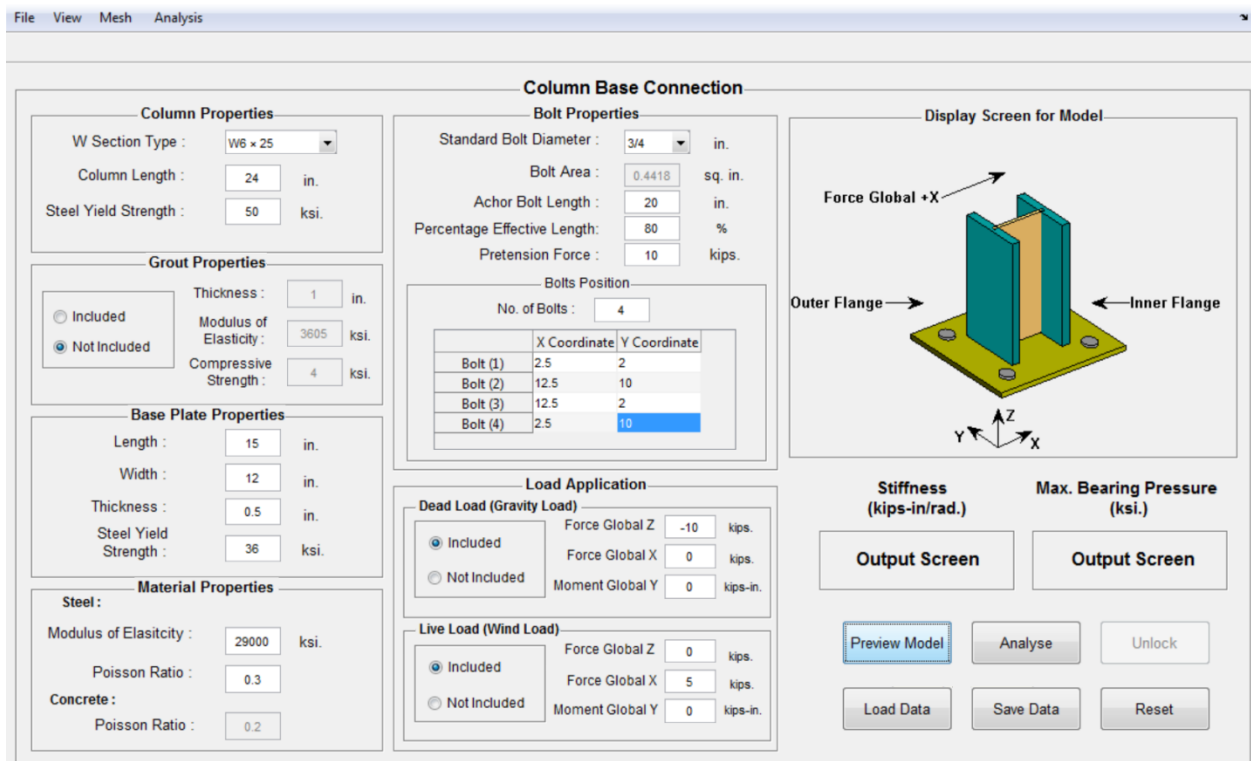 File View Mesh Analysis
Column Base Connection
Column Properties
W Section Type : W6 × 25
Column Length : 24 in.
Steel Yield Strength : 50 ksi.
Grout Properties
Included
Not Included
Thickness : 1 in.
Modulus of
Elasticity : 3605 ksi.
Compressive
Strength : 4 ksi.
Base Plate Properties
Length : 15 in.
Width : 12 in.
Thickness : 0.5 in.
Steel Yield
Strength : 36 ksi.
Material Properties
Steel :
Modulus of Elasitcity : 29000 ksi.
Poisson Ratio : 0.3
Concrete :
Poisson Ratio : 0.2
Bolt Properties
Standard Bolt Diameter : 3/4 in.
Bolt Area : 0.4418 sq. in.
Achor Bolt Length : 20 in.
Percentage Effective Length: 80 %
Pretension Force : 10 kips.
Bolts Position
No. of Bolts : 4
X Coordinate Y Coordinate
Bolt (1) 2.5 2
Bolt (2) 12.5 10
Bolt (3) 12.5 2
Bolt (4) 2.5 10
Load Application
Dead Load (Gravity Load)
Included
Not Included
Force Global Z -10 kips.
Force Global X 0 kips.
Moment Global Y 0 kips-in.
Live Load (Wind Load)
Included
Not Included
Force Global Z 0 kips.
Force Global X 5 kips.
Moment Global Y 0 kips-in.
Display Screen for Model
Force Global +X
Outer Flange
Inner Flange
Z
Y
X
Stiffness
(kips-in/rad.)
Output Screen
Max. Bearing Pressure
(ksi.)
Output Screen
Preview Model Analyse Unlock
Load Data Save Data Reset